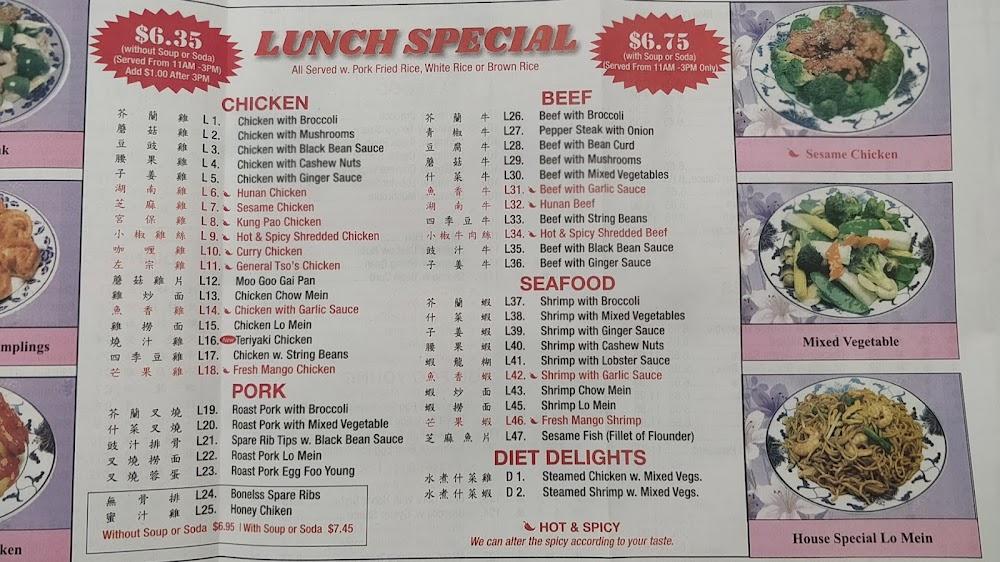 $6.35
(without Soup or Soda)
(Served From 11AM -3PM)
Add $1.00 After 3PM
LUNCH SPECIAL
All Served w. Pork Fried Rice, White Rice or Brown Rice
$6.75
(with Soup or Soda)
(Served From 11AM -3PM Only)
CHICKEN
芥蘭雞 L 1. Chicken with Broccoli
蘑菇雞 L 2. Chicken with Mushrooms
豆豉雞 L 3. Chicken with Black Bean Sauce
腰果雞 L 4. Chicken with Cashew Nuts
子姜雞 L 5. Chicken with Ginger Sauce
湖南雞 L 6. Hunan Chicken
芝麻雞 L 7. Sesame Chicken
宮保雞 L 8. Kung Pao Chicken
小椒雞絲 L 9. Hot & Spicy Shredded Chicken
咖喱雞 L10. Curry Chicken
左宗雞 L11. General Tso's Chicken
蘑菇雞片 L12. Moo Goo Gai Pan
雞炒面 L13. Chicken Chow Mein
魚香雞 L14. Chicken with Garlic Sauce
雞撈面 L15. Chicken Lo Mein
燒汁雞 L16. New Teriyaki Chicken
四季豆雞 L17. Chicken w. String Beans
芒果雞 L18. Fresh Mango Chicken
PORK
芥蘭叉燒 L19. Roast Pork with Broccoli
什菜叉燒 L20. Roast Pork with Mixed Vegetable
豉汁排骨 L21. Spare Rib Tips w. Black Bean Sauce
叉燒撈面 L22. Roast Pork Lo Mein
叉燒蓉蛋 L23. Roast Pork Egg Foo Young
無骨排 L24. Bonelss Spare Ribs
蜜汁雞 L25. Honey Chiken
Without Soup or Soda $6.95 | With Soup or Soda $7.45
BEEF
芥蘭牛 L26. Beef with Broccoli
青椒牛 L27. Pepper Steak with Onion
豆腐牛 L28. Beef with Bean Curd
蘑菇牛 L29. Beef with Mushrooms
什菜牛 L30. Beef with Mixed Vegetables
魚香牛 L31. Beef with Garlic Sauce
湖南牛 L32. Hunan Beef
四季豆牛 L33. Beef with String Beans
小椒牛肉絲 L34. Hot & Spicy Shredded Beef
豉汁牛 L35. Beef with Black Bean Sauce
子姜牛 L36. Beef with Ginger Sauce
SEAFOOD
芥蘭蝦 L37. Shrimp with Broccoli
什菜蝦 L38. Shrimp with Mixed Vegetables
子姜蝦 L39. Shrimp with Ginger Sauce
腰果蝦 L40. Shrimp with Cashew Nuts
蝦龍糊 L41. Shrimp with Lobster Sauce
魚香蝦 L42. Shrimp with Garlic Sauce
蝦炒面 L43. Shrimp Chow Mein
蝦撈面 L45. Shrimp Lo Mein
芒果蝦 L46. Fresh Mango Shrimp
芝麻魚片 L47. Sesame Fish (Fillet of Flounder)
DIET DELIGHTS
水煮什菜雞 D 1. Steamed Chicken w. Mixed Vegs.
水煮什菜蝦 D 2. Steamed Shrimp w. Mixed Vegs.
HOT & SPICY
We can alter the spicy according to your taste.
Sesame Chicken
Mixed Vegetable
House Special Lo Mein
mplings
ken